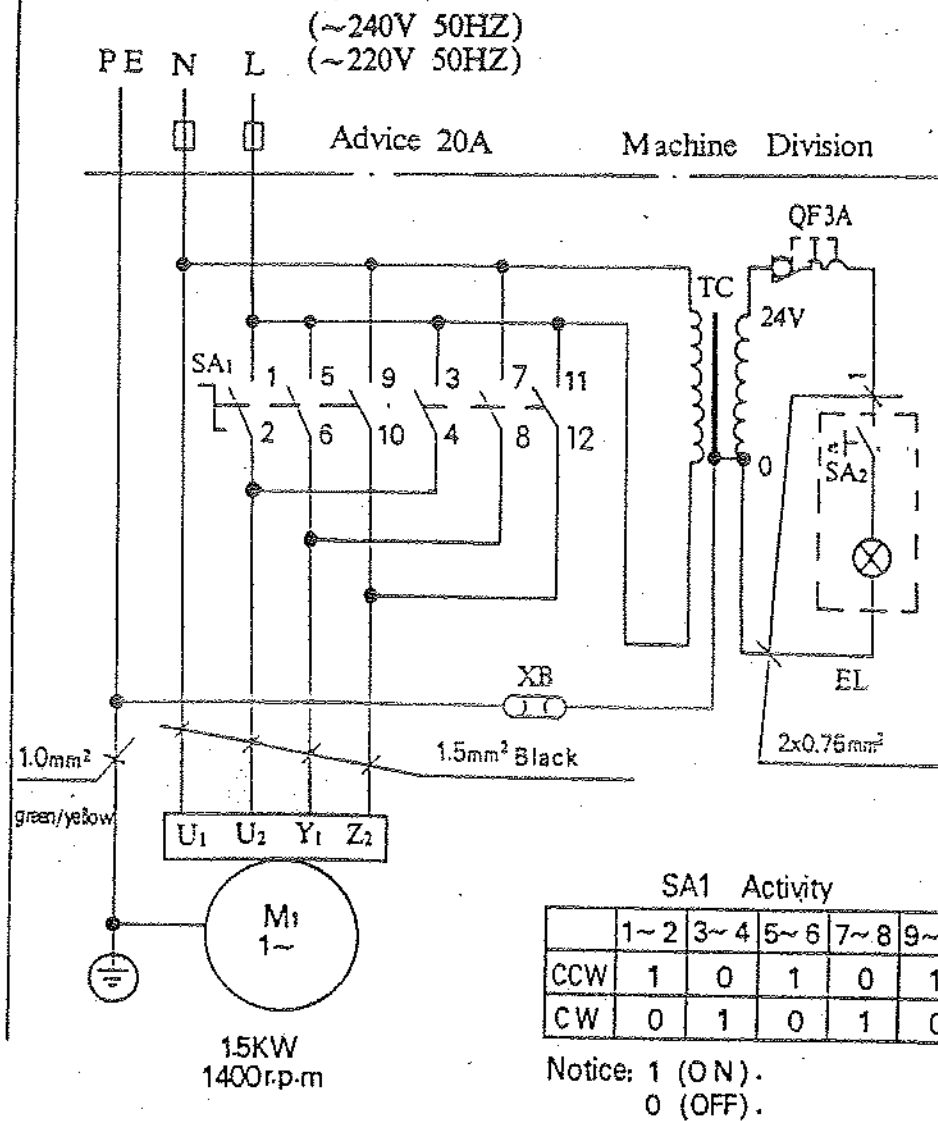 (~240V 50HZ)
(~220V 50HZ)
PE N L
Advice 20A
Machine Division
QF3A
TC
24V
SA1
1 5 9 3 7 11
2 6 10 4 8 12
0
SA2
XB
EL
1.0mm²
1.5mm² Black
2x0.75mm²
green/yellow
U1 U2 Y1 Z2
M1
1~
1.5KW
1400r.p.m
SA1 Activity
1~2 3~4 5~6 7~8 9~
CCW 1 0 1 0 1
CW 0 1 0 1 0
Notice: 1 (ON).
0 (OFF).